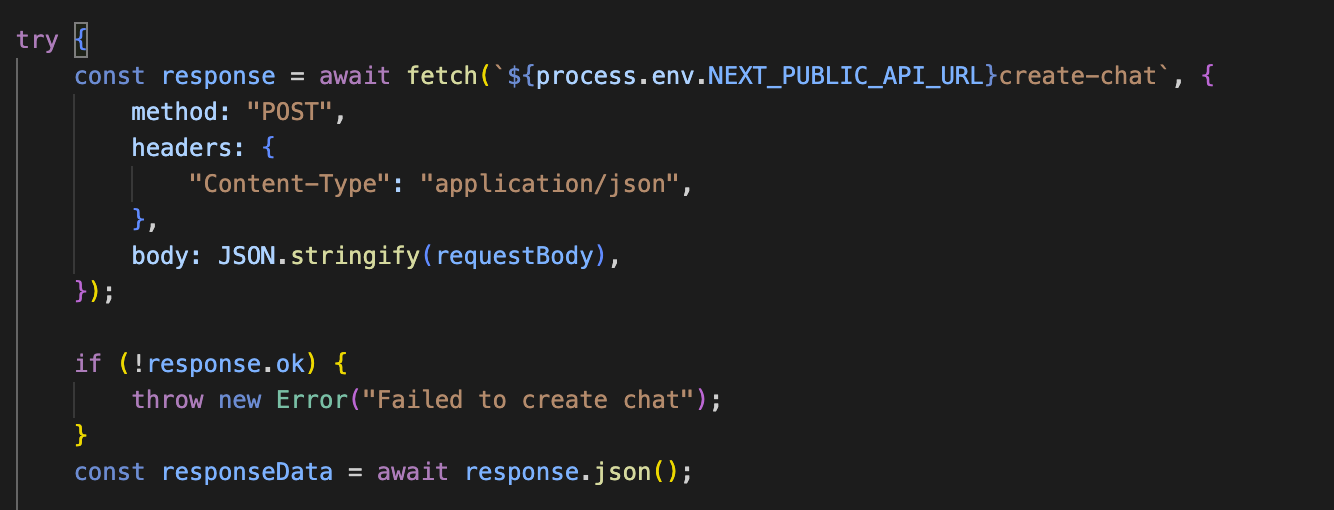 try {
    const response = await fetch(`${process.env.NEXT_PUBLIC_API_URL}create-chat`, {
        method: "POST",
        headers: {
            "Content-Type": "application/json",
        },
        body: JSON.stringify(requestBody),
    });

    if (!response.ok) {
        throw new Error("Failed to create chat");
    }
    const responseData = await response.json();